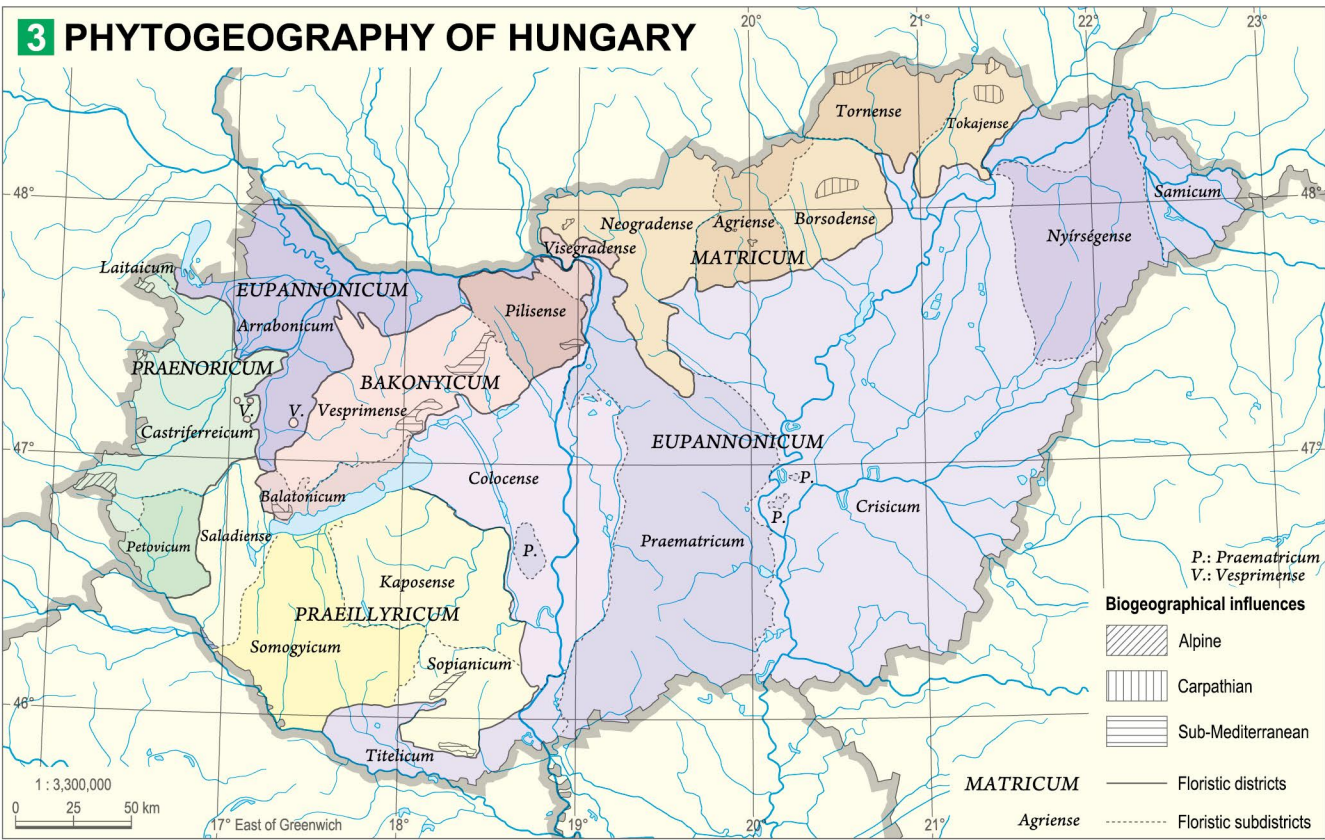 3 PHYTOGEOGRAPHY OF HUNGARY
20°
21°
22°
23°
48°
48°
Tornense
Tokajense
Samicum
Nyírségense
Neogradense
Agriense
Borsodense
Visegradense
MATRICUM
Laitaicum
EUPANNONICUM
Arrabonicum
Pilisense
PRAENORICUM
BAKONYICUM
V.
V.
Vesprimense
Castriferreicum
EUPANNONICUM
47°
47°
Balatonicum
Colocense
P.
Crisicum
P.
Saladiense
Petovicum
P.
Praematricum
Kaposense
PRAEILLYRICUM
Somogyicum
Sopianicum
46°
46°
Titelicum
P.: Praematricum
V.: Vesprimense
Biogeographical influences
Alpine
Carpathian
Sub-Mediterranean
MATRICUM
Floristic districts
Agriense
Floristic subdistricts
1 : 3,300,000
0 25 50 km
17° East of Greenwich
18°
19°
20°
21°